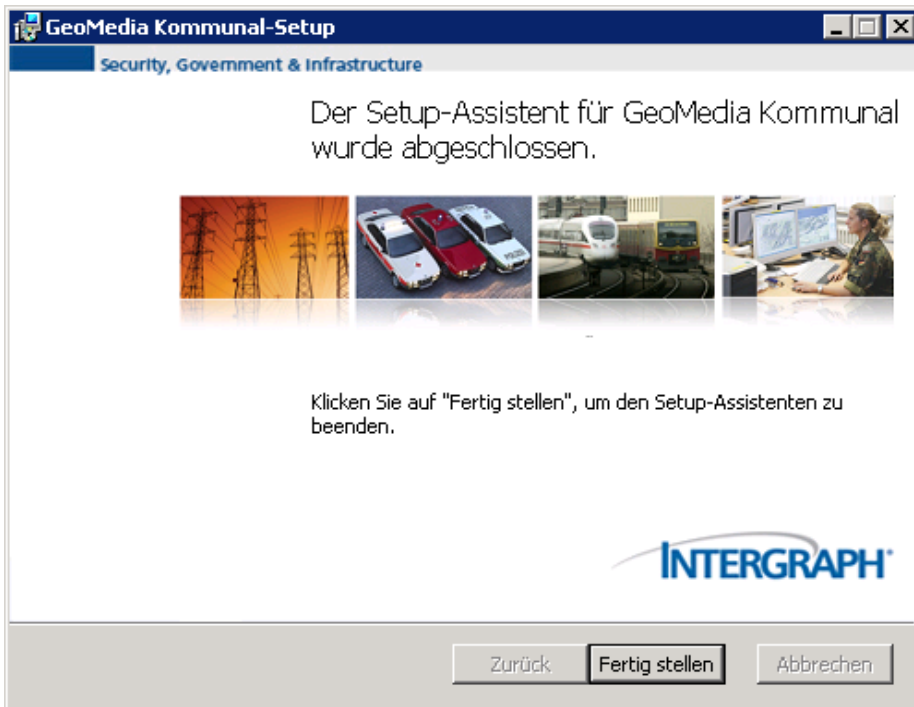 GeoMedia Kommunal-Setup
Security, Government & Infrastructure
Der Setup-Assistent für GeoMedia Kommunal
wurde abgeschlossen.
POLIZEI
Klicken Sie auf "Fertig stellen", um den Setup-Assistenten zu
beenden.
INTERGRAPH®
Zurück
Fertig stellen
Abbrechen